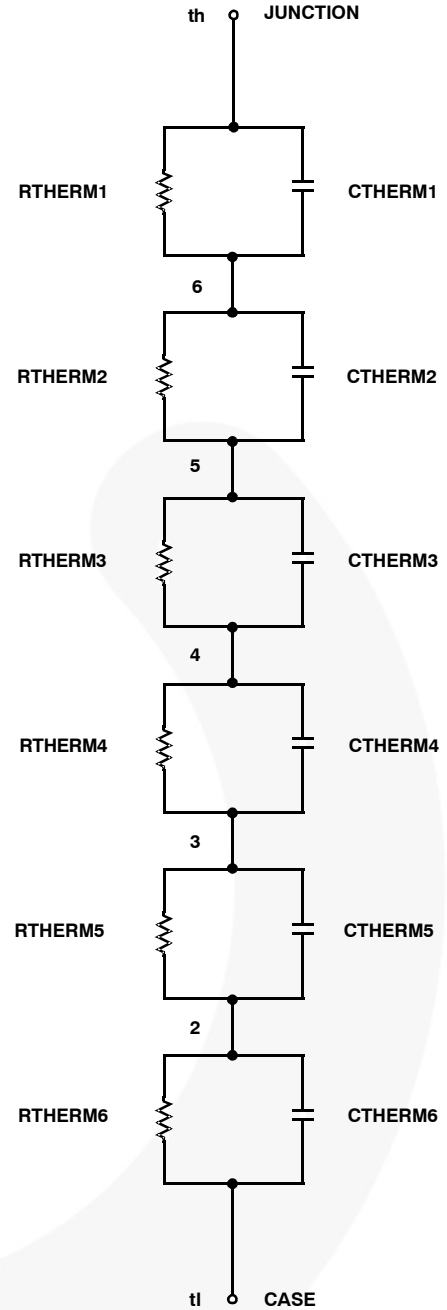 th JUNCTION
RTHERM1 CTHERM1
6
RTHERM2 CTHERM2
5
RTHERM3 CTHERM3
4
RTHERM4 CTHERM4
3
RTHERM5 CTHERM5
2
RTHERM6 CTHERM6
tl CASE